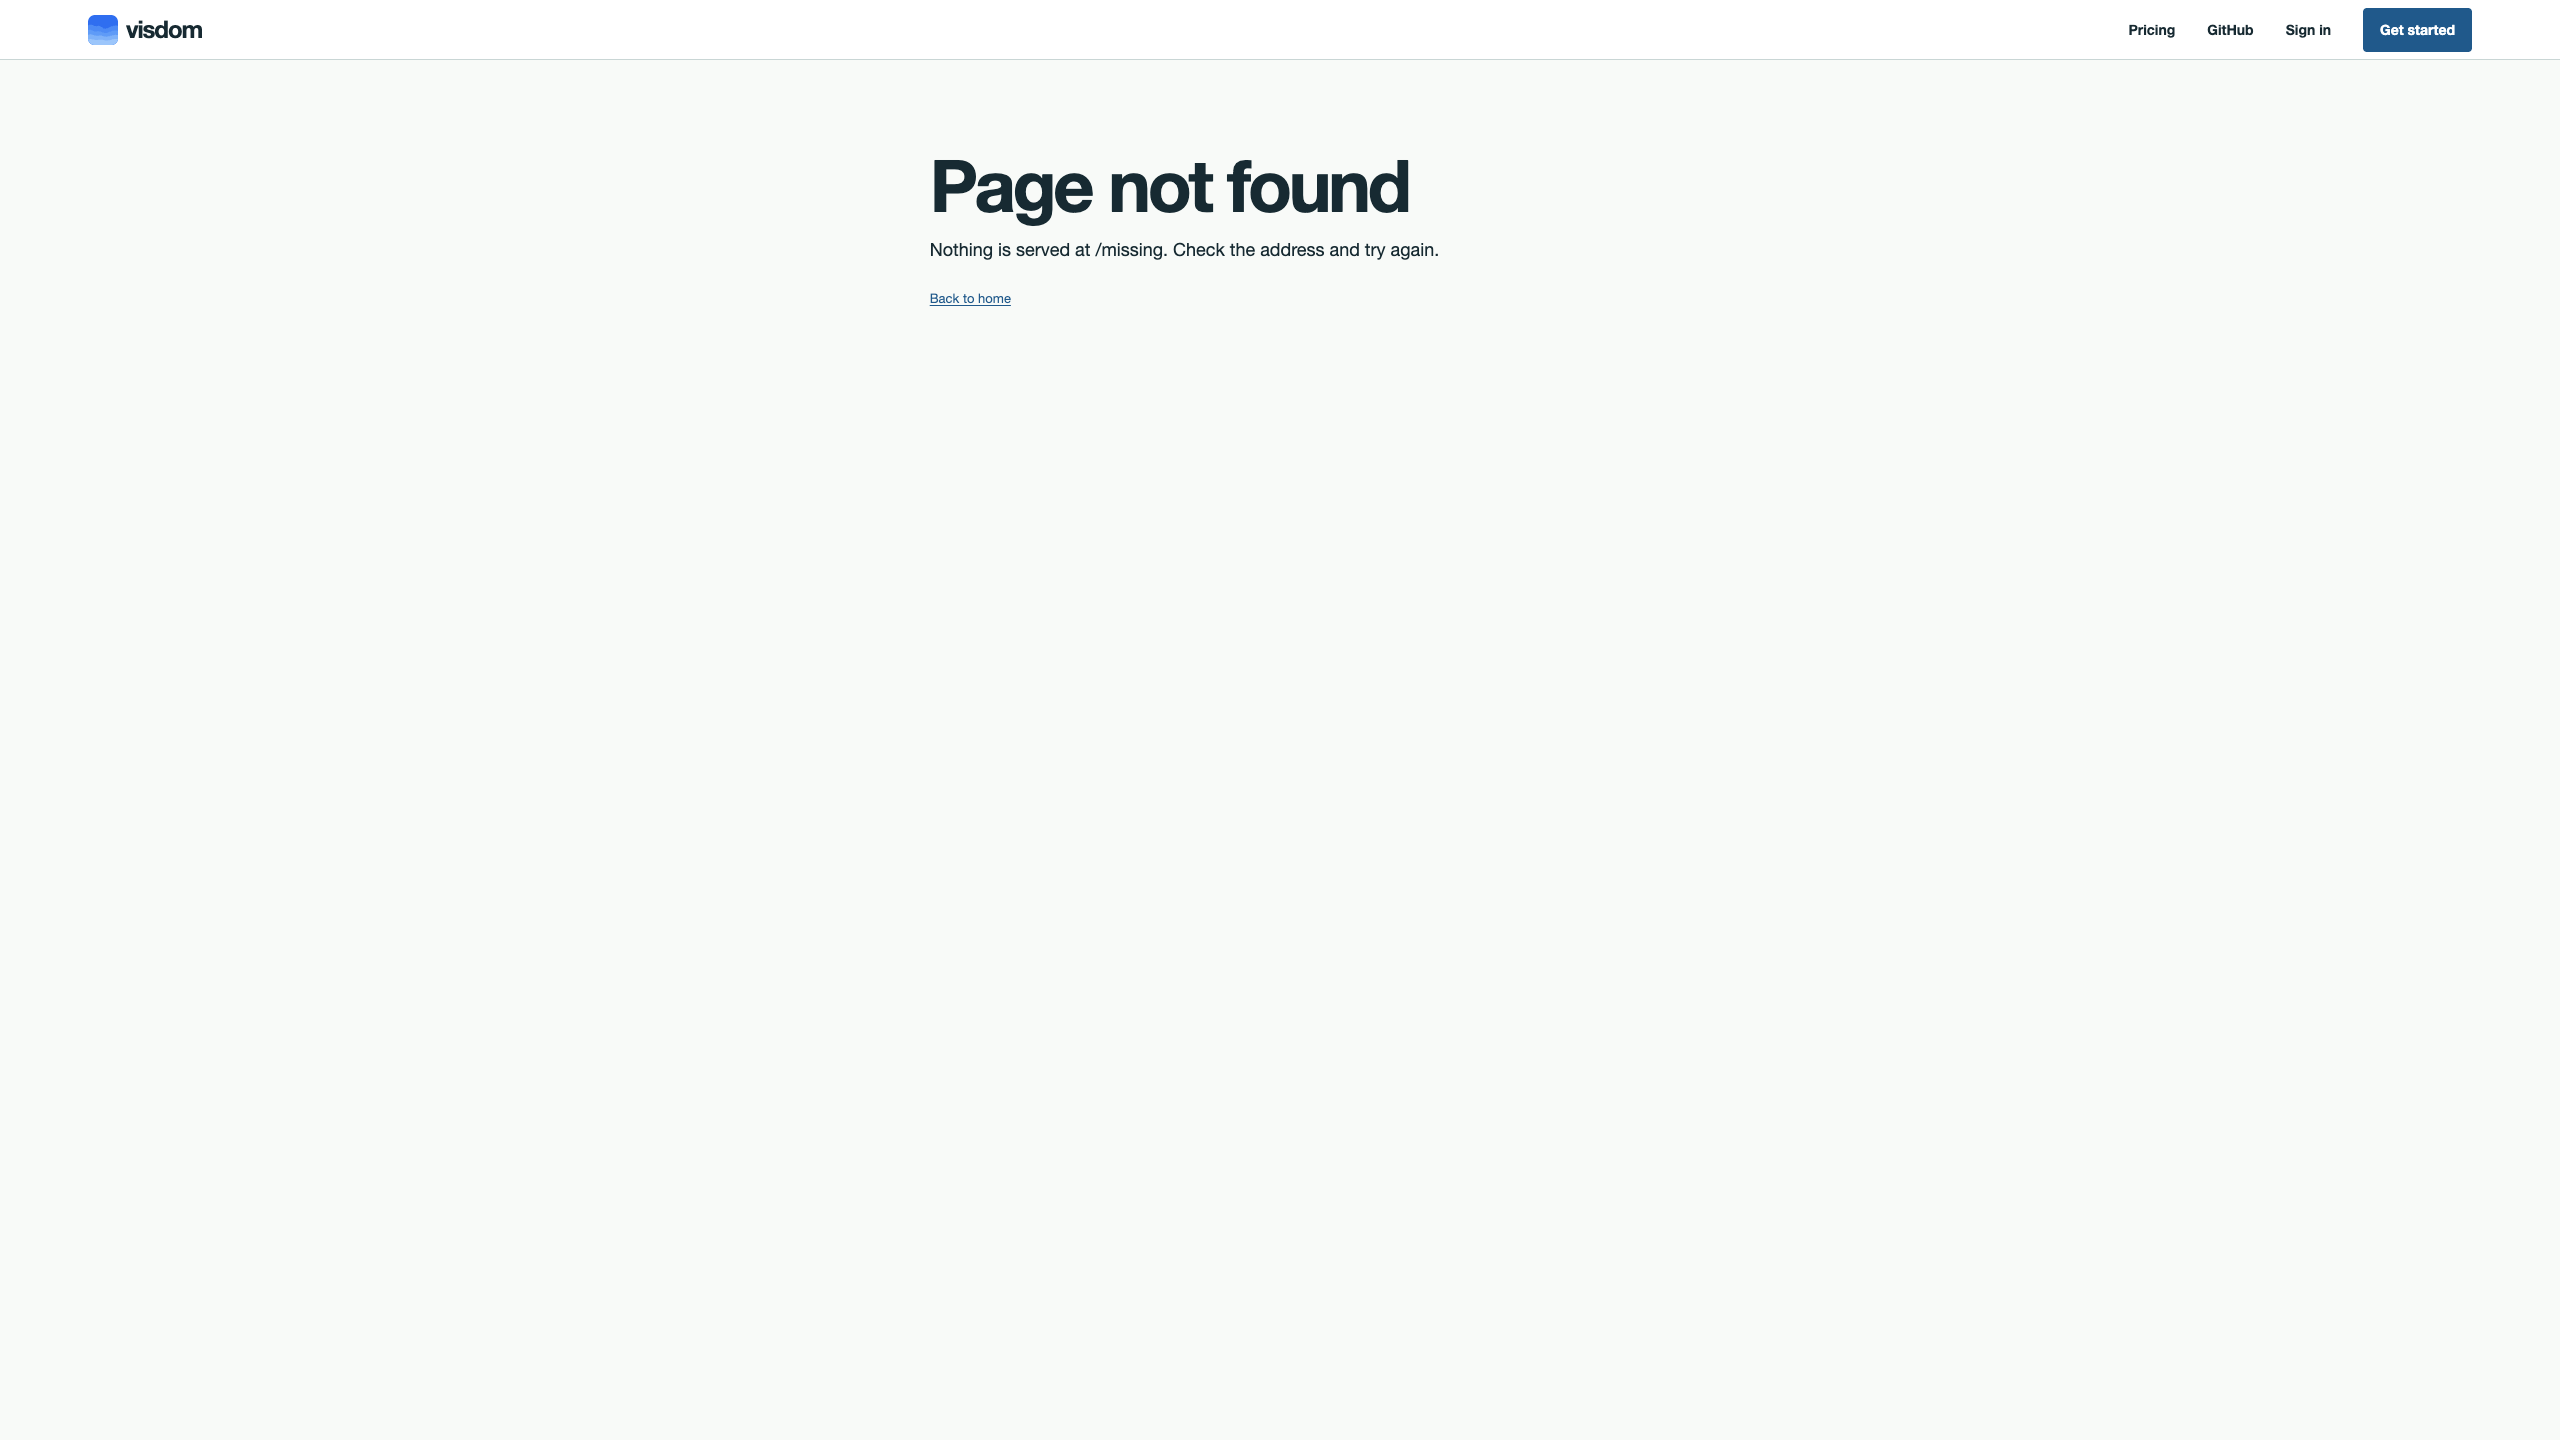 visdom
Pricing
GitHub
Sign in
Get started
Page not found
Nothing is served at /missing. Check the address and try again.
Back to home